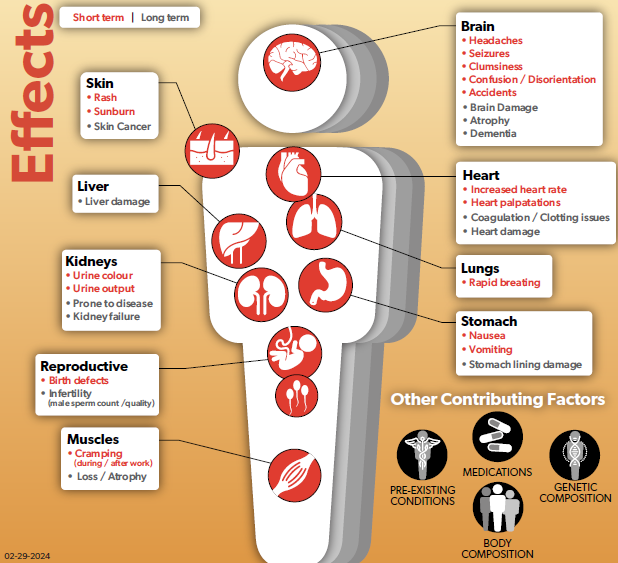 Effects
Short term | Long term
Brain
• Headaches
• Seizures
• Clumsiness
• Confusion / Disorientation
• Accidents
• Brain Damage
• Atrophy
• Dementia
Skin
• Rash
• Sunburn
• Skin Cancer
Heart
• Increased heart rate
• Heart palpatations
• Coagulation / Clotting issues
• Heart damage
Liver
• Liver damage
Kidneys
• Urine colour
• Urine output
• Prone to disease
• Kidney failure
Lungs
• Rapid breating
Stomach
• Nausea
• Vomiting
• Stomach lining damage
Reproductive
• Birth defects
• Infertility
(male sperm count /quality)
Muscles
• Cramping
(during / after work)
• Loss / Atrophy
Other Contributing Factors
PRE-EXISTING
CONDITIONS
MEDICATIONS
GENETIC
COMPOSITION
BODY
COMPOSITION
02-29-2024